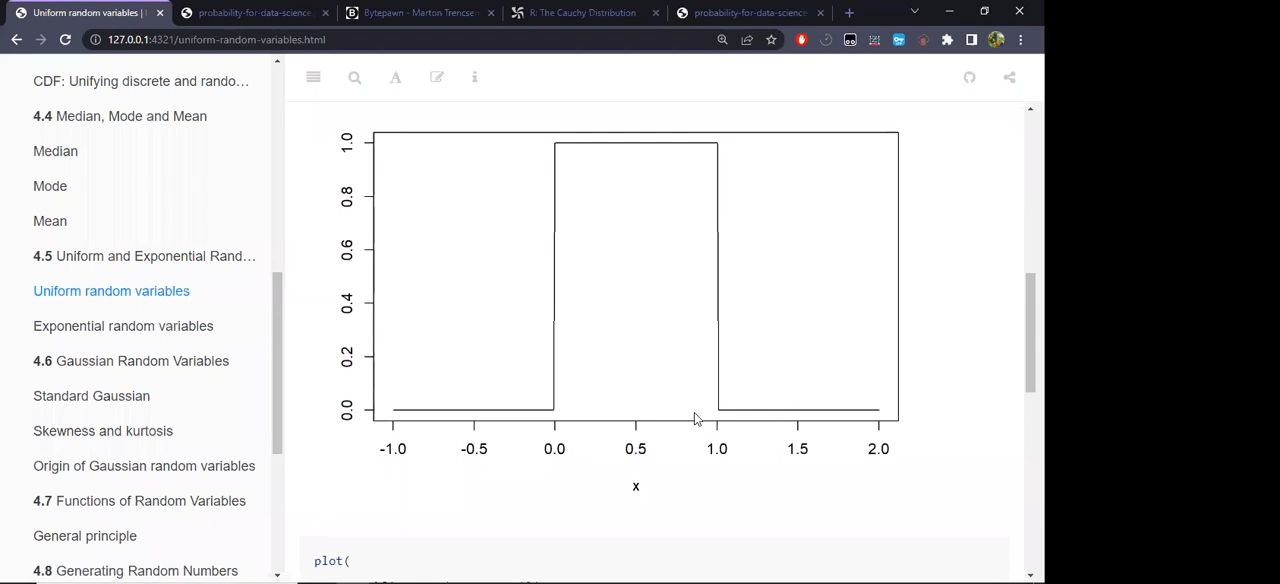 Uniform random variables |
probability-for-data-science.
Bytepawn - Marton Trencsen
R: The Cauchy Distribution
probability-for-data-science.
127.0.0.1:4321/uniform-random-variables.html
CDF: Unifying discrete and rando…
4.4 Median, Mode and Mean
Median
Mode
Mean
4.5 Uniform and Exponential Rand…
Uniform random variables
Exponential random variables
4.6 Gaussian Random Variables
Standard Gaussian
Skewness and kurtosis
Origin of Gaussian random variables
4.7 Functions of Random Variables
General principle
4.8 Generating Random Numbers
1.0
0.8
0.6
0.4
0.2
0.0
-1.0 -0.5 0.0 0.5 1.0 1.5 2.0
x
plot(